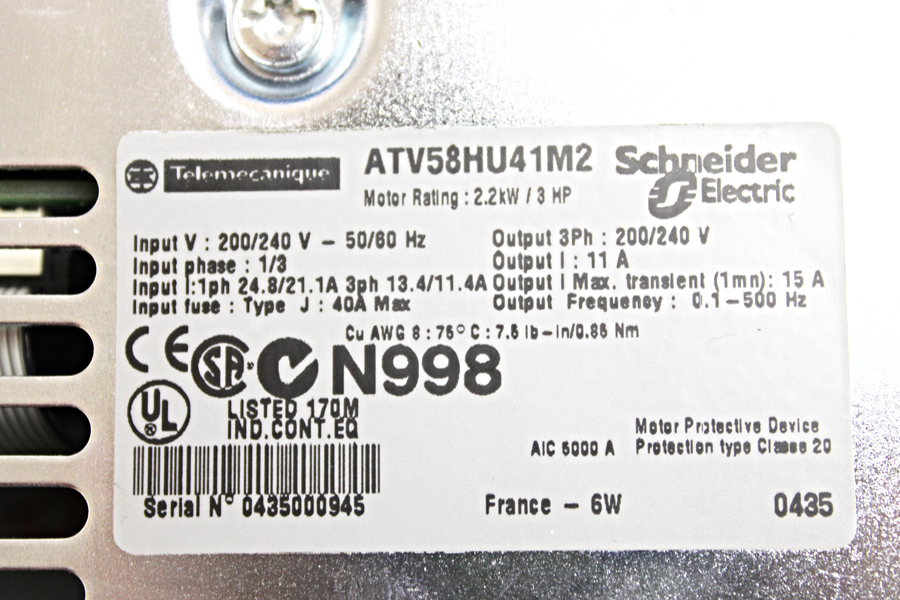 Telemecanique
ATV58HU41M2
Schneider
Electric
Motor Rating : 2.2kW / 3 HP
Input V : 200/240 V – 50/60 Hz
Input phase : 1/3
Input I:1ph 24.8/21.1A 3ph 13.4/11.4A
Input fuse : Type J : 40A Max
Output 3Ph : 200/240 V
Output I : 11 A
Output I Max. transient (1mn): 15 A
Output Frequency : 0.1–500 Hz
Cu AWG 8 : 75° C : 7.5 lb–in/0.85 Nm
CE SA N998
UL
LISTED 170M
IND.CONT.EQ
Motor Protective Device
AIC 5000 A Protection type Classe 20
Serial N° 0435000945
France – 6W
0435